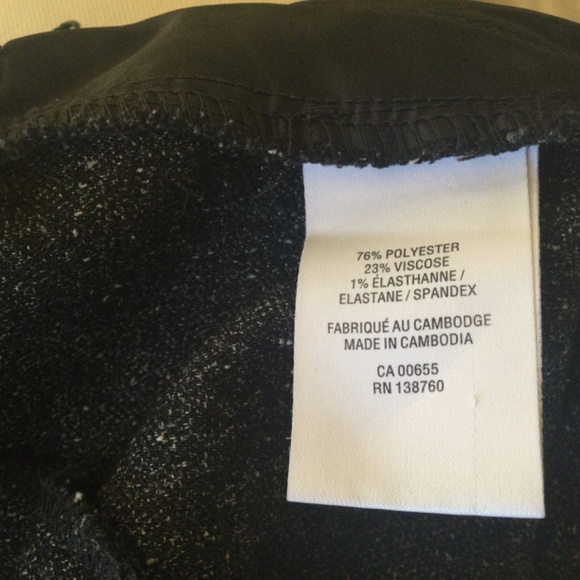 76% POLYESTER
23% VISCOSE
1% ÉLASTHANNE /
ELASTANE / SPANDEX
FABRIQUÉ AU CAMBODGE
MADE IN CAMBODIA
CA 00655
RN 138760